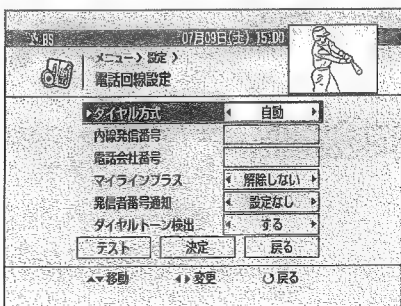 BS 07月09日(土) 15:00
メニュー > 設定 >
電話回線設定
▶ダイヤル方式 ◀ 自動 ▶
内線発信番号
電話会社番号
マイラインプラス ◀ 解除しない ▶
発信者番号通知 ◀ 設定なし ▶
ダイヤルトーン検出 ◀ する ▶
テスト 決定 戻る
▲▼移動 ◀▶変更 戻る